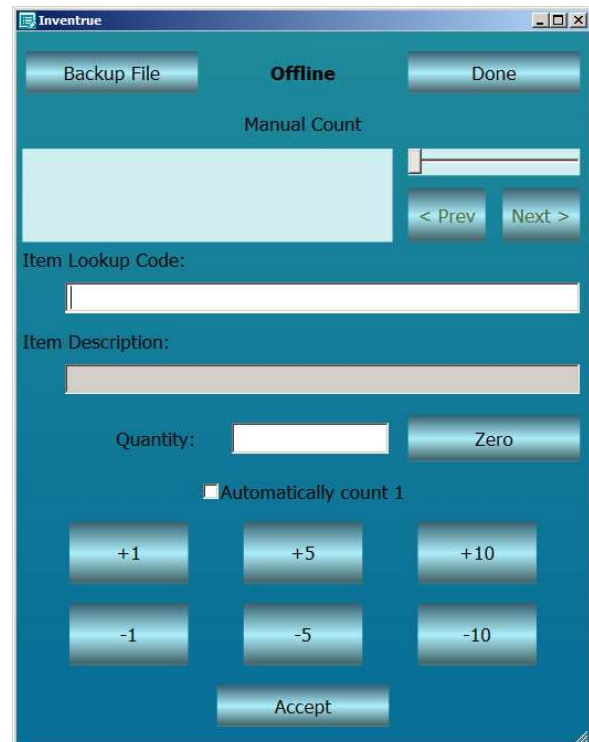 Inventrue
Backup File Offline Done
Manual Count
< Prev Next >
Item Lookup Code:
Item Description:
Quantity: Zero
Automatically count 1
+1 +5 +10
-1 -5 -10
Accept